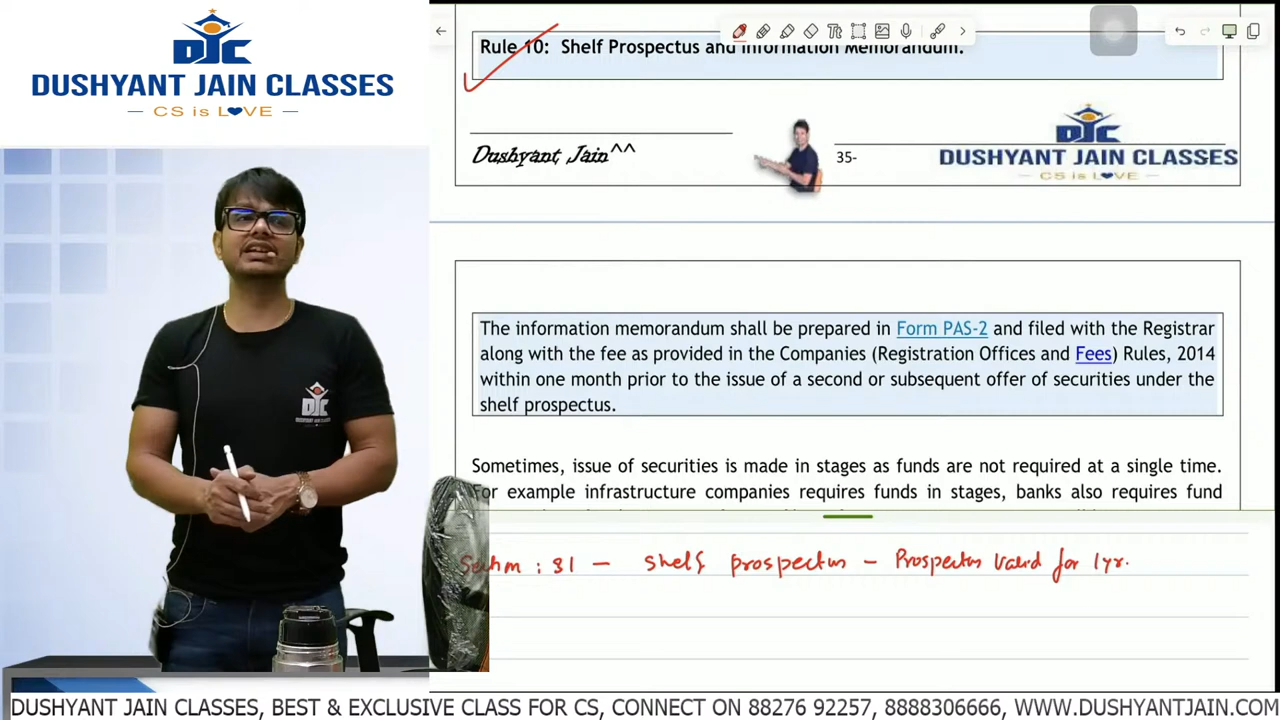 DJC
DUSHYANT JAIN CLASSES
CS is LOVE
Rule 10: Shelf Prospectus and Information Memorandum.
Dushyant Jain^^
35-
DJC
DUSHYANT JAIN CLASSES
CS is LOVE
The information memorandum shall be prepared in Form PAS-2 and filed with the Registrar
along with the fee as provided in the Companies (Registration Offices and Fees) Rules, 2014
within one month prior to the issue of a second or subsequent offer of securities under the
shelf prospectus.
Sometimes, issue of securities is made in stages as funds are not required at a single time.
For example infrastructure companies requires funds in stages, banks also requires fund
Section : 31 – Shelf prospectus – Prospectus valid for 1yr.
DJC
DUSHYANT JAIN CLASSES, BEST & EXCLUSIVE CLASS FOR CS, CONNECT ON 88276 92257, 8888306666, WWW.DUSHYANTJAIN.COM